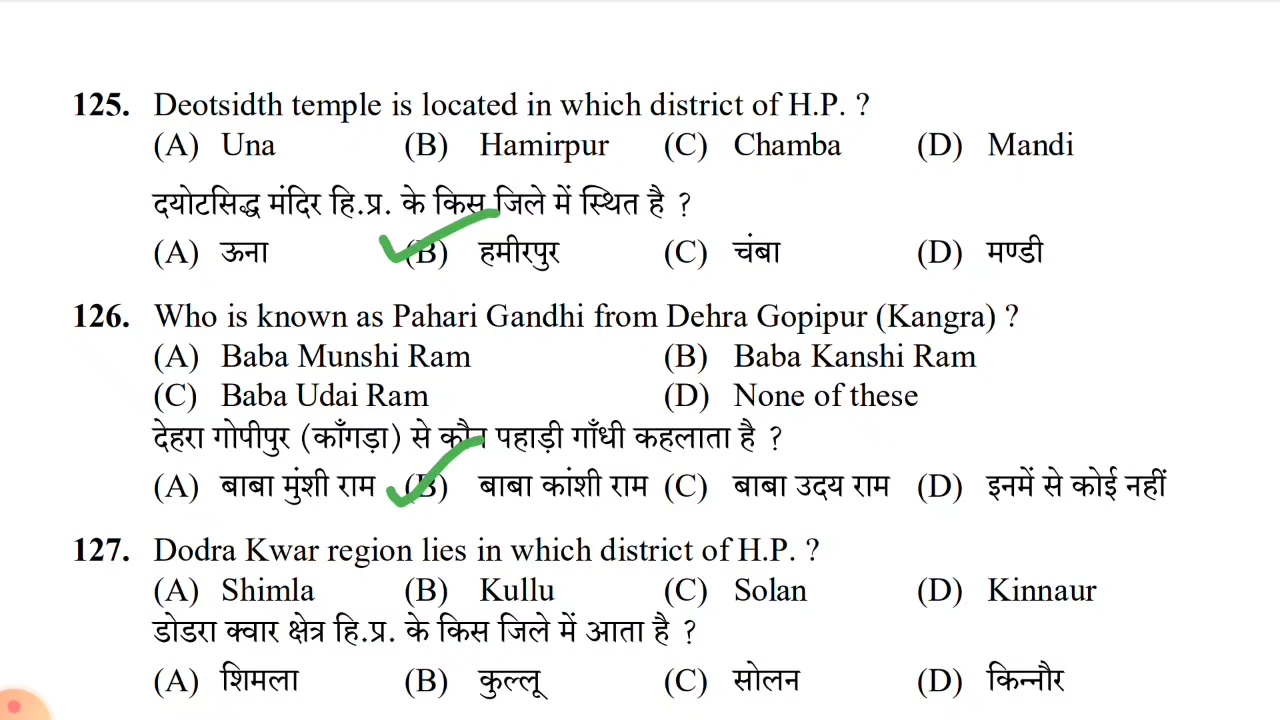 125. Deotsidth temple is located in which district of H.P. ?
(A) Una (B) Hamirpur (C) Chamba (D) Mandi
दयोटसिद्ध मंदिर हि.प्र. के किस जिले में स्थित है ?
(A) ऊना (B) हमीरपुर (C) चंबा (D) मण्डी
126. Who is known as Pahari Gandhi from Dehra Gopipur (Kangra) ?
(A) Baba Munshi Ram (B) Baba Kanshi Ram
(C) Baba Udai Ram (D) None of these
देहरा गोपीपुर (काँगड़ा) से कौन पहाड़ी गाँधी कहलाता है ?
(A) बाबा मुंशी राम (B) बाबा कांशी राम (C) बाबा उदय राम (D) इनमें से कोई नहीं
127. Dodra Kwar region lies in which district of H.P. ?
(A) Shimla (B) Kullu (C) Solan (D) Kinnaur
डोडरा क्वार क्षेत्र हि.प्र. के किस जिले में आता है ?
(A) शिमला (B) कुल्लू (C) सोलन (D) किन्नौर